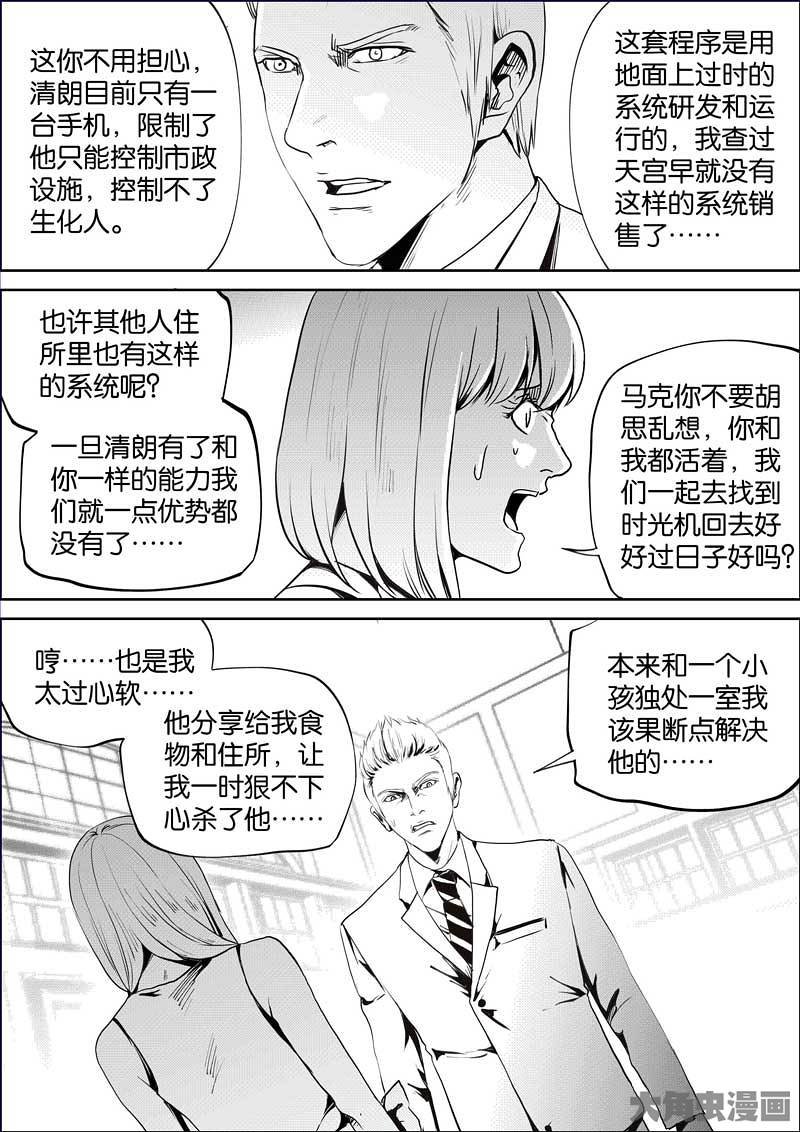 这你不用担心，
清朗目前只有一
台手机，限制了
他只能控制市政
设施，控制不了
生化人。
这套程序是用
地面上过时的
系统研发和运
行的，我查过
天宫早就没有
这样的系统销
售了……
也许其他人住
所里也有这样
的系统呢？
一旦清朗有了和
你一样的能力我
们就一点优势都
没有了……
马克你不要胡
思乱想，你和
我都活着，我
们一起去找到
时光机回去好
好过日子好吗？
哼……也是我
太过心软……
他分享给我食
物和住所，让
我一时狠不下
心杀了他……
本来和一个小
孩独处一室我
该果断点解决
他的……
大角虫漫画